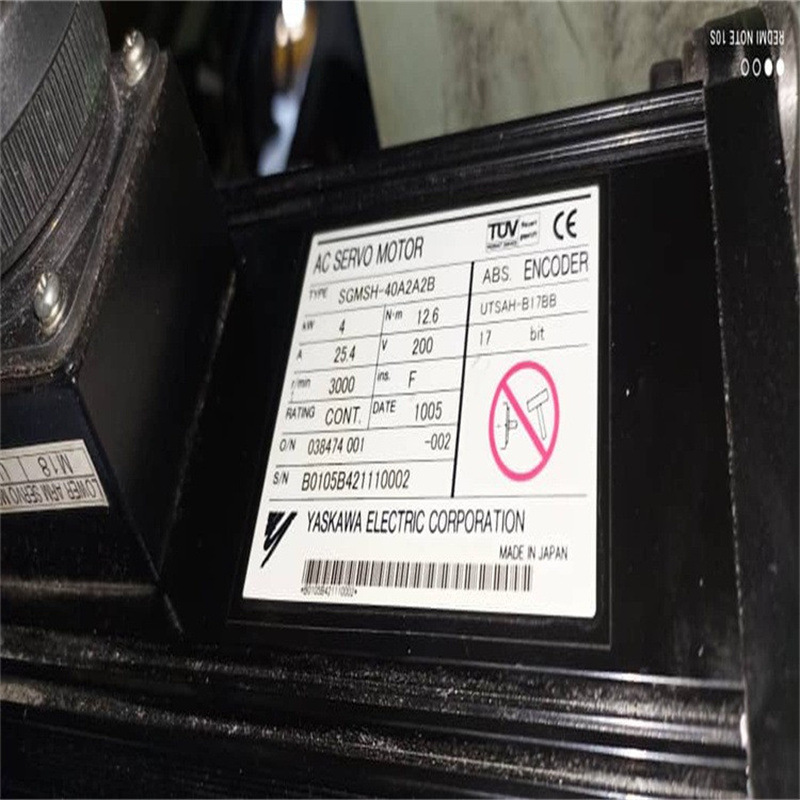 AC SERVO MOTOR
TÜV
CE
TYPE SGMSH-40A2A2B
kW 4 N·m 12.6
A 25.4 V 200
r/min 3000 ins. F
RATING CONT. DATE 1005
O/N 038474 001 -002
S/N B0105B421110002
ABS. ENCODER
UTSAH-B17BB
17 bit
YASKAWA ELECTRIC CORPORATION
MADE IN JAPAN
*B0105B421110002*
LOWER ARM SERVO
M18
REDMI NOTE 10S